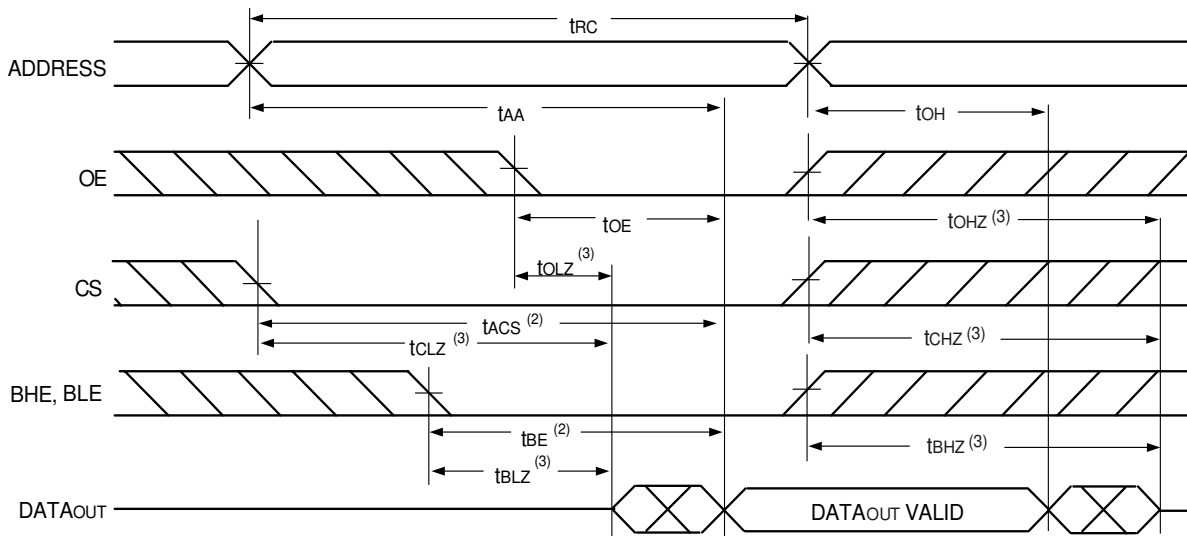 tRC
ADDRESS
tAA
tOH
OE
tOE
tOHZ (3)
tOLZ (3)
CS
tACS (2)
tCLZ (3)
tCHZ (3)
BHE, BLE
tBE (2)
tBHZ (3)
tBLZ (3)
DATAOUT
DATAOUT VALID